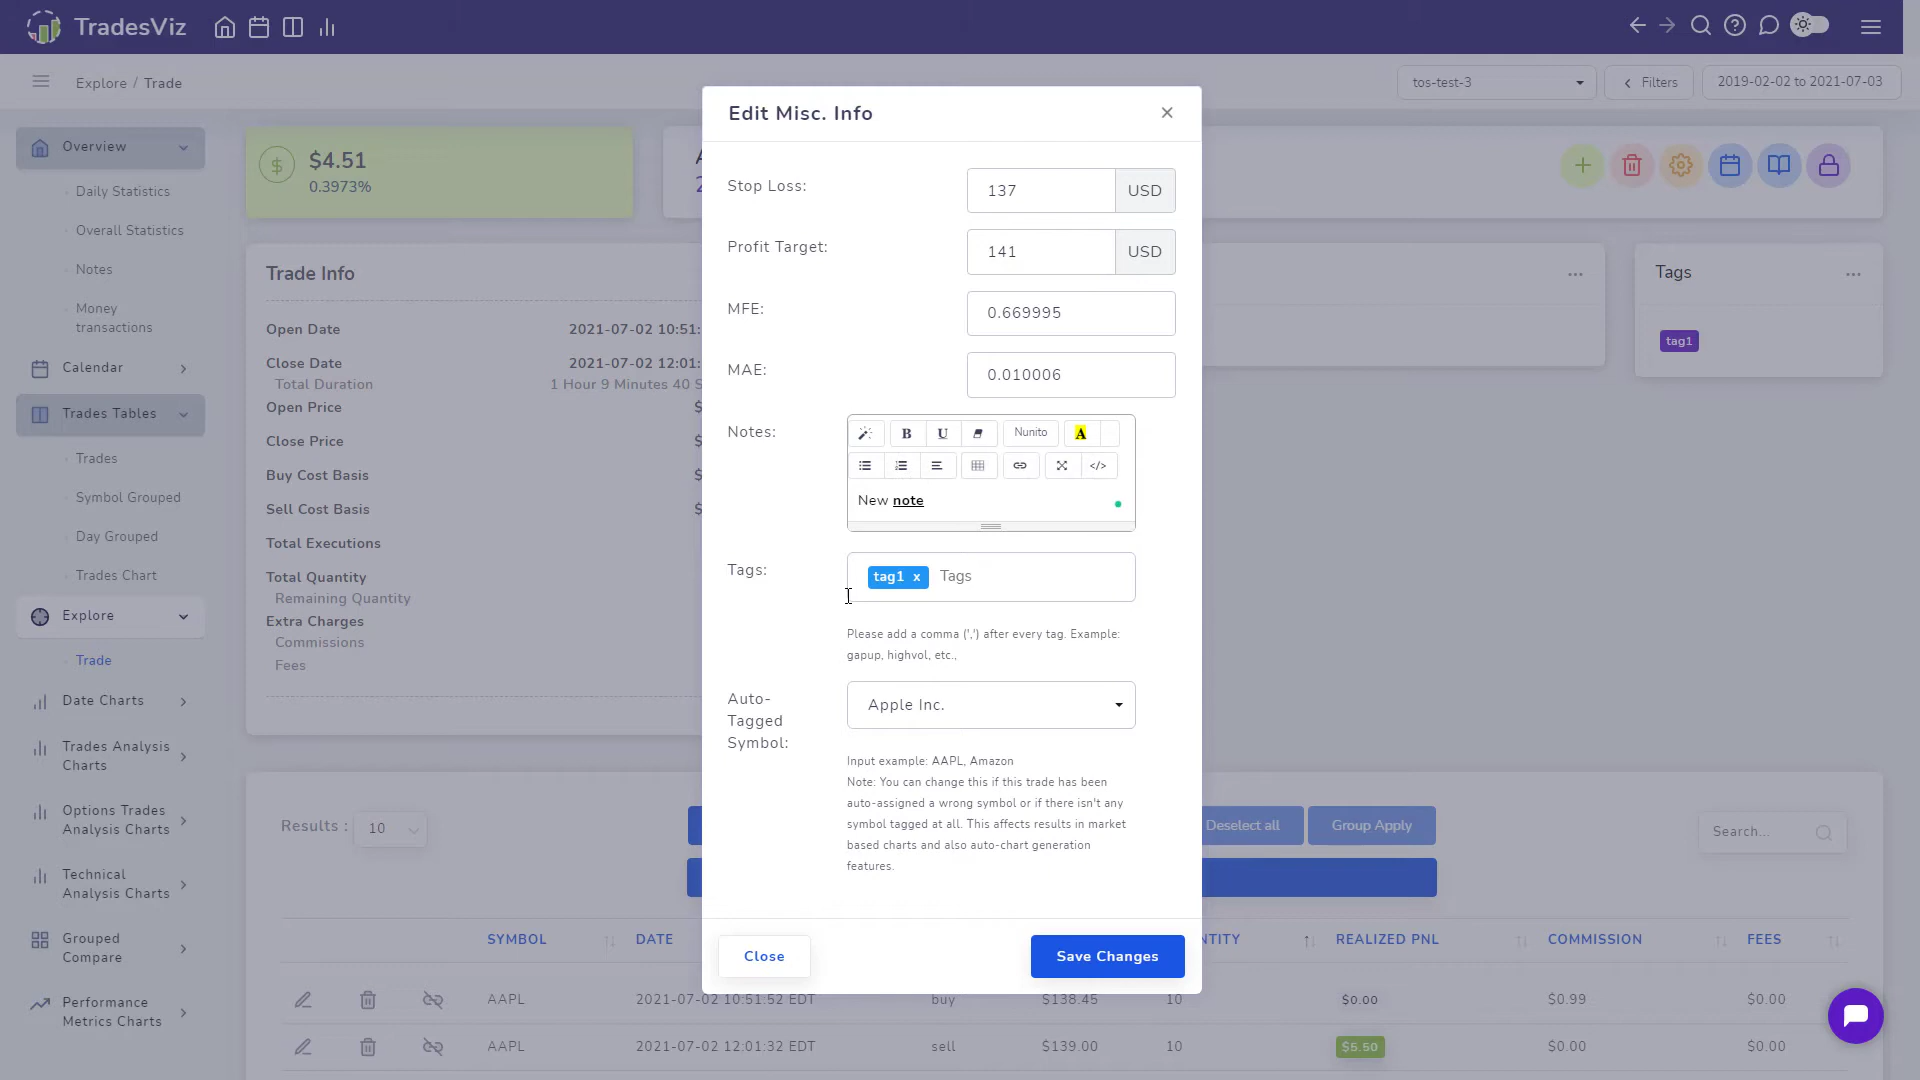 TradesViz
Explore / Trade
tos-test-3
Filters
2019-02-02 to 2021-07-03
Overview
Daily Statistics
Overall Statistics
Notes
Money
transactions
Calendar
Trades Tables
Trades
Symbol Grouped
Day Grouped
Trades Chart
Explore
Trade
Date Charts
Trades Analysis
Charts
Options Trades
Analysis Charts
Technical
Analysis Charts
Grouped
Compare
Performance
Metrics Charts
$
$4.51
0.3973%
Trade Info
Open Date 2021-07-02 10:51:
Close Date 2021-07-02 12:01:
Total Duration 1 Hour 9 Minutes 40 S
Open Price $
Close Price $
Buy Cost Basis $
Sell Cost Basis $
Total Executions
Total Quantity
Remaining Quantity
Extra Charges
Commissions
Fees
Tags
tag1
Edit Misc. Info
Stop Loss: 137 USD
Profit Target: 141 USD
MFE: 0.669995
MAE: 0.010006
Notes:
B U Nunito A
</>
New note
Tags: tag1 x Tags
Please add a comma (',') after every tag. Example:
gapup, highvol, etc.,
Auto-
Tagged
Symbol:
Apple Inc.
Input example: AAPL, Amazon
Note: You can change this if this trade has been
auto-assigned a wrong symbol or if there isn't any
symbol tagged at all. This affects results in market
based charts and also auto-chart generation
features.
Close
Save Changes
Results : 10
Deselect all
Group Apply
Search...
SYMBOL DATE NTITY REALIZED PNL COMMISSION FEES
AAPL 2021-07-02 10:51:52 EDT buy $138.45 10 $0.00 $0.99 $0.00
AAPL 2021-07-02 12:01:32 EDT sell $139.00 10 $5.50 $0.00 $0.00